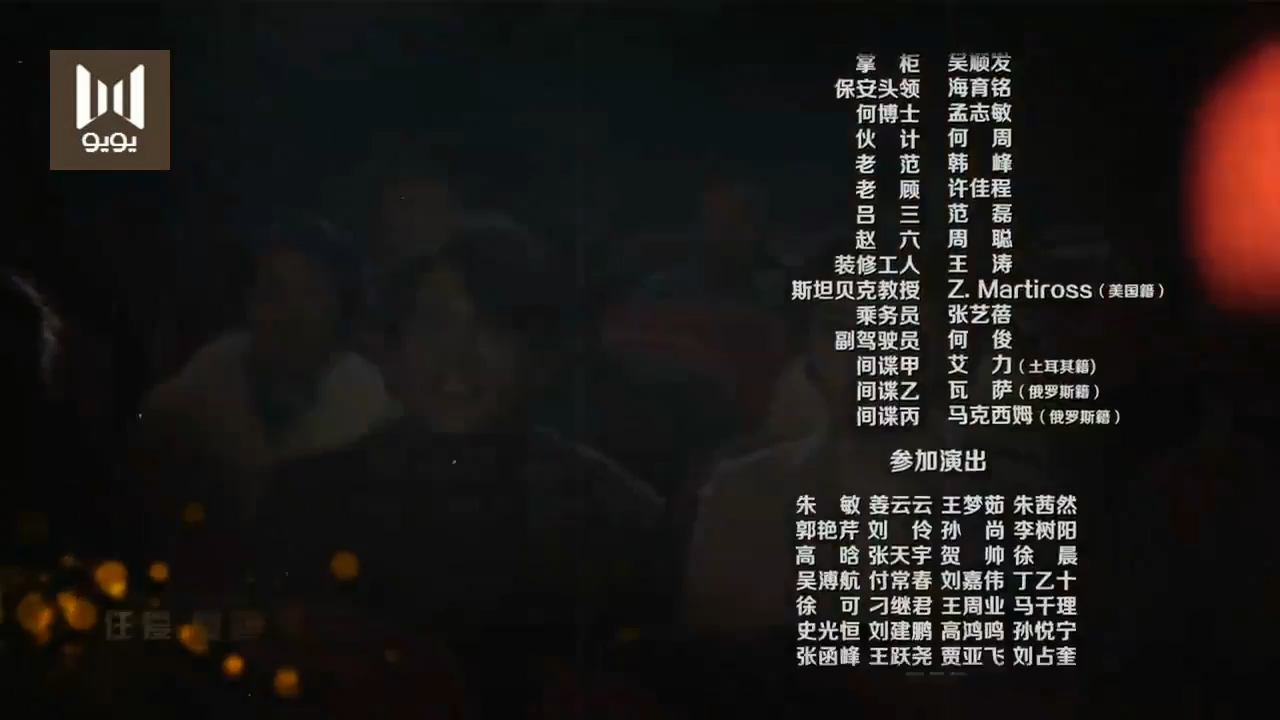 يويو
掌 柜 吴顺发
保安头领 海育铭
何博士 孟志敏
伙 计 何 周
老 范 韩 峰
老 顾 许佳程
吕 三 范 磊
赵 六 周 聪
装修工人 王 涛
斯坦贝克教授 Z. Martiross（美国籍）
乘务员 张艺蓓
副驾驶员 何 俊
间谍甲 艾 力（土耳其籍）
间谍乙 瓦 萨（俄罗斯籍）
间谍丙 马克西姆（俄罗斯籍）
参加演出
朱 敏 姜云云 王梦茹 朱茜然
郭艳芹 刘 伶 孙 尚 李树阳
高 晗 张天宇 贺 帅 徐 晨
吴溥航 付常春 刘嘉伟 丁乙十
徐 可 刁继君 王周业 马千理
史光恒 刘建鹏 高鸿鸣 孙悦宁
张函峰 王跃尧 贾亚飞 刘占奎